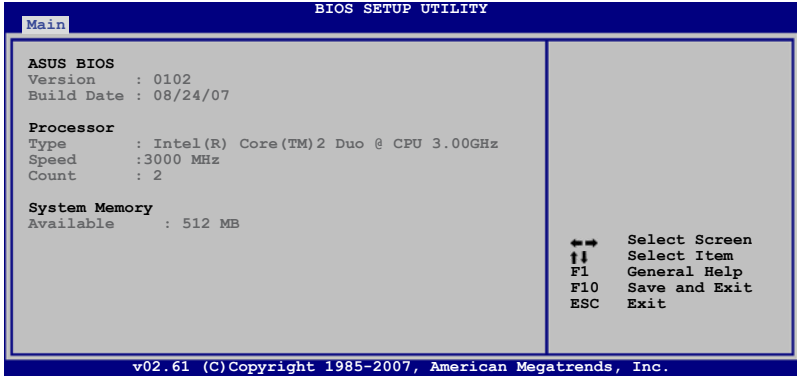 BIOS SETUP UTILITY
Main
ASUS BIOS
Version : 0102
Build Date : 08/24/07
Processor
Type : Intel(R) Core(TM)2 Duo @ CPU 3.00GHz
Speed :3000 MHz
Count : 2
System Memory
Available : 512 MB
←→ Select Screen
↑↓ Select Item
F1 General Help
F10 Save and Exit
ESC Exit
v02.61 (C)Copyright 1985-2007, American Megatrends, Inc.